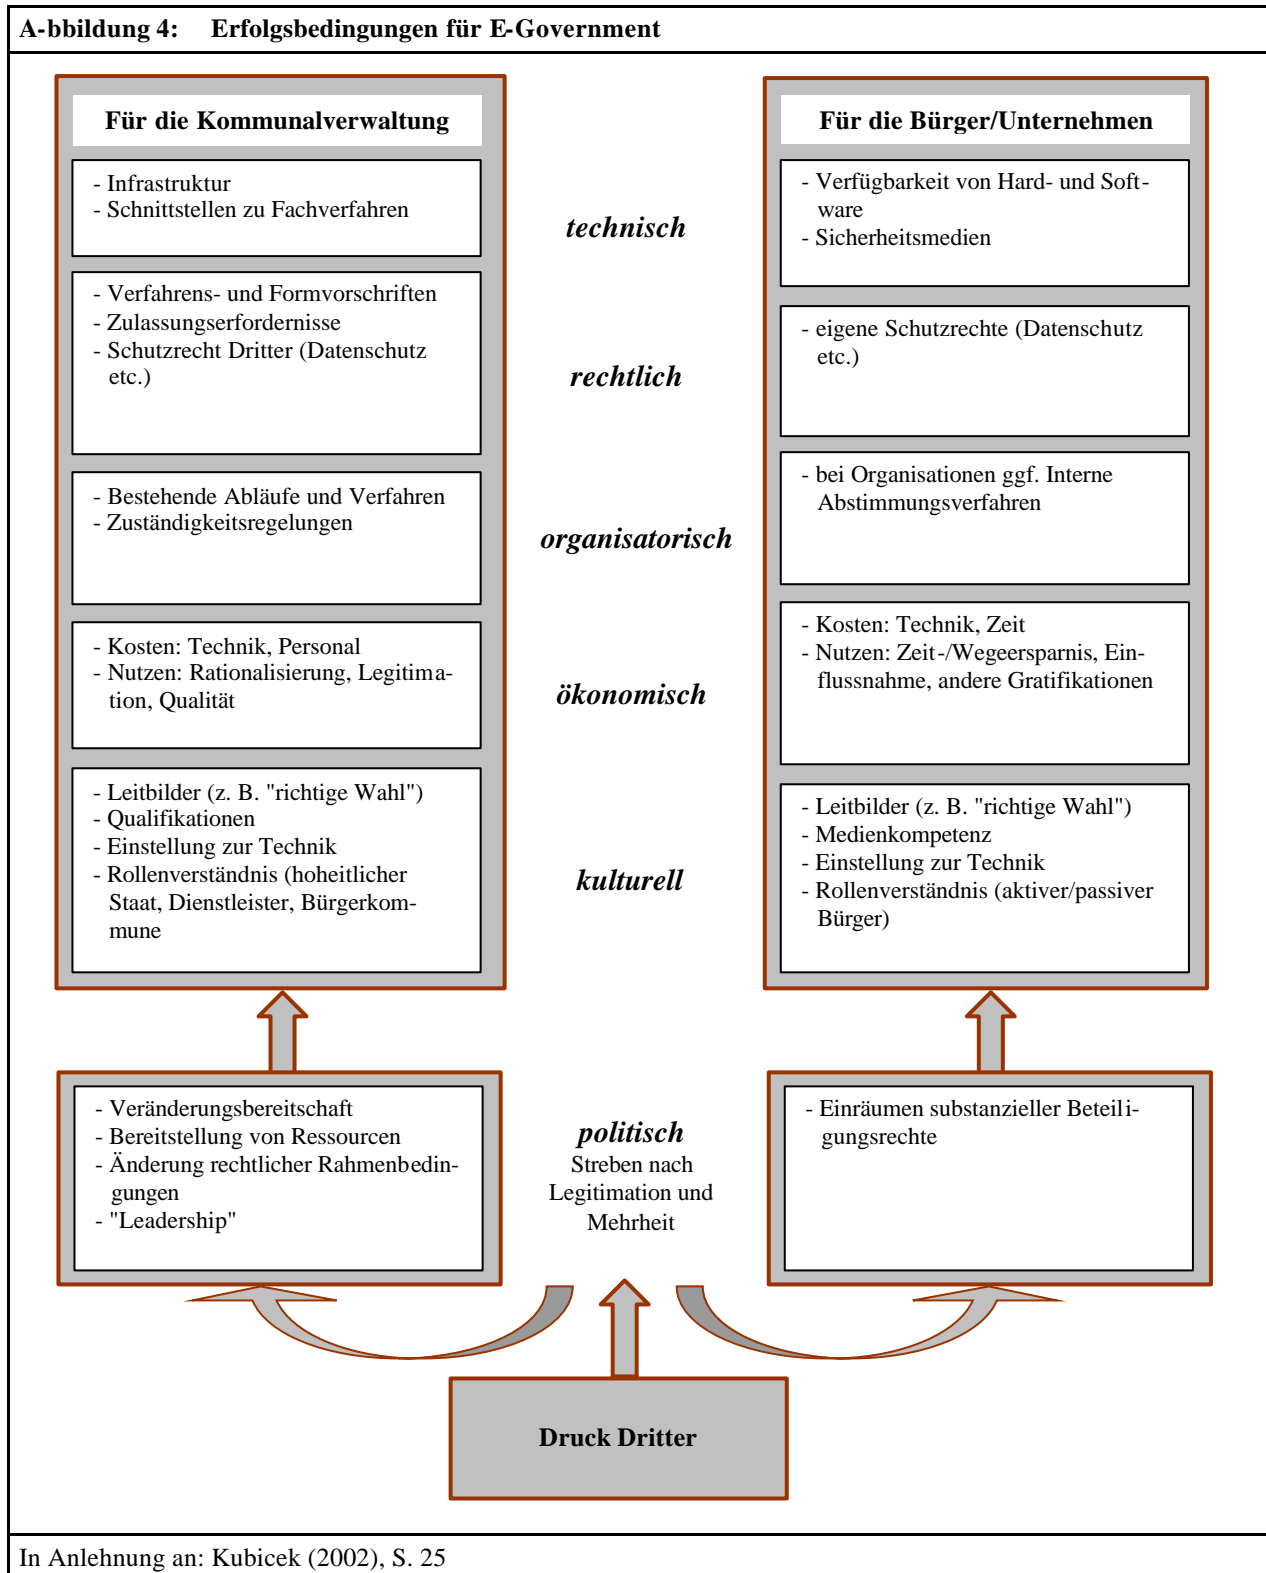 A-bbildung 4: Erfolgsbedingungen für E-Government
Für die Kommunalverwaltung
- Infrastruktur
- Schnittstellen zu Fachverfahren
- Verfahrens- und Formvorschriften
- Zulassungserfordernisse
- Schutzrecht Dritter (Datenschutz
etc.)
- Bestehende Abläufe und Verfahren
- Zuständigkeitsregelungen
- Kosten: Technik, Personal
- Nutzen: Rationalisierung, Legitima-
tion, Qualität
- Leitbilder (z. B. "richtige Wahl")
- Qualifikationen
- Einstellung zur Technik
- Rollenverständnis (hoheitlicher
Staat, Dienstleister, Bürgerkom-
mune
- Veränderungsbereitschaft
- Bereitstellung von Ressourcen
- Änderung rechtlicher Rahmenbedin-
gungen
- "Leadership"
technisch
rechtlich
organisatorisch
ökonomisch
kulturell
politisch
Streben nach
Legitimation und
Mehrheit
Für die Bürger/Unternehmen
- Verfügbarkeit von Hard- und Soft-
ware
- Sicherheitsmedien
- eigene Schutzrechte (Datenschutz
etc.)
- bei Organisationen ggf. Interne
Abstimmungsverfahren
- Kosten: Technik, Zeit
- Nutzen: Zeit-/Wegeersparnis, Ein-
flussnahme, andere Gratifikationen
- Leitbilder (z. B. "richtige Wahl")
- Medienkompetenz
- Einstellung zur Technik
- Rollenverständnis (aktiver/passiver
Bürger)
- Einräumen substanzieller Beteili-
gungsrechte
Druck Dritter
In Anlehnung an: Kubicek (2002), S. 25